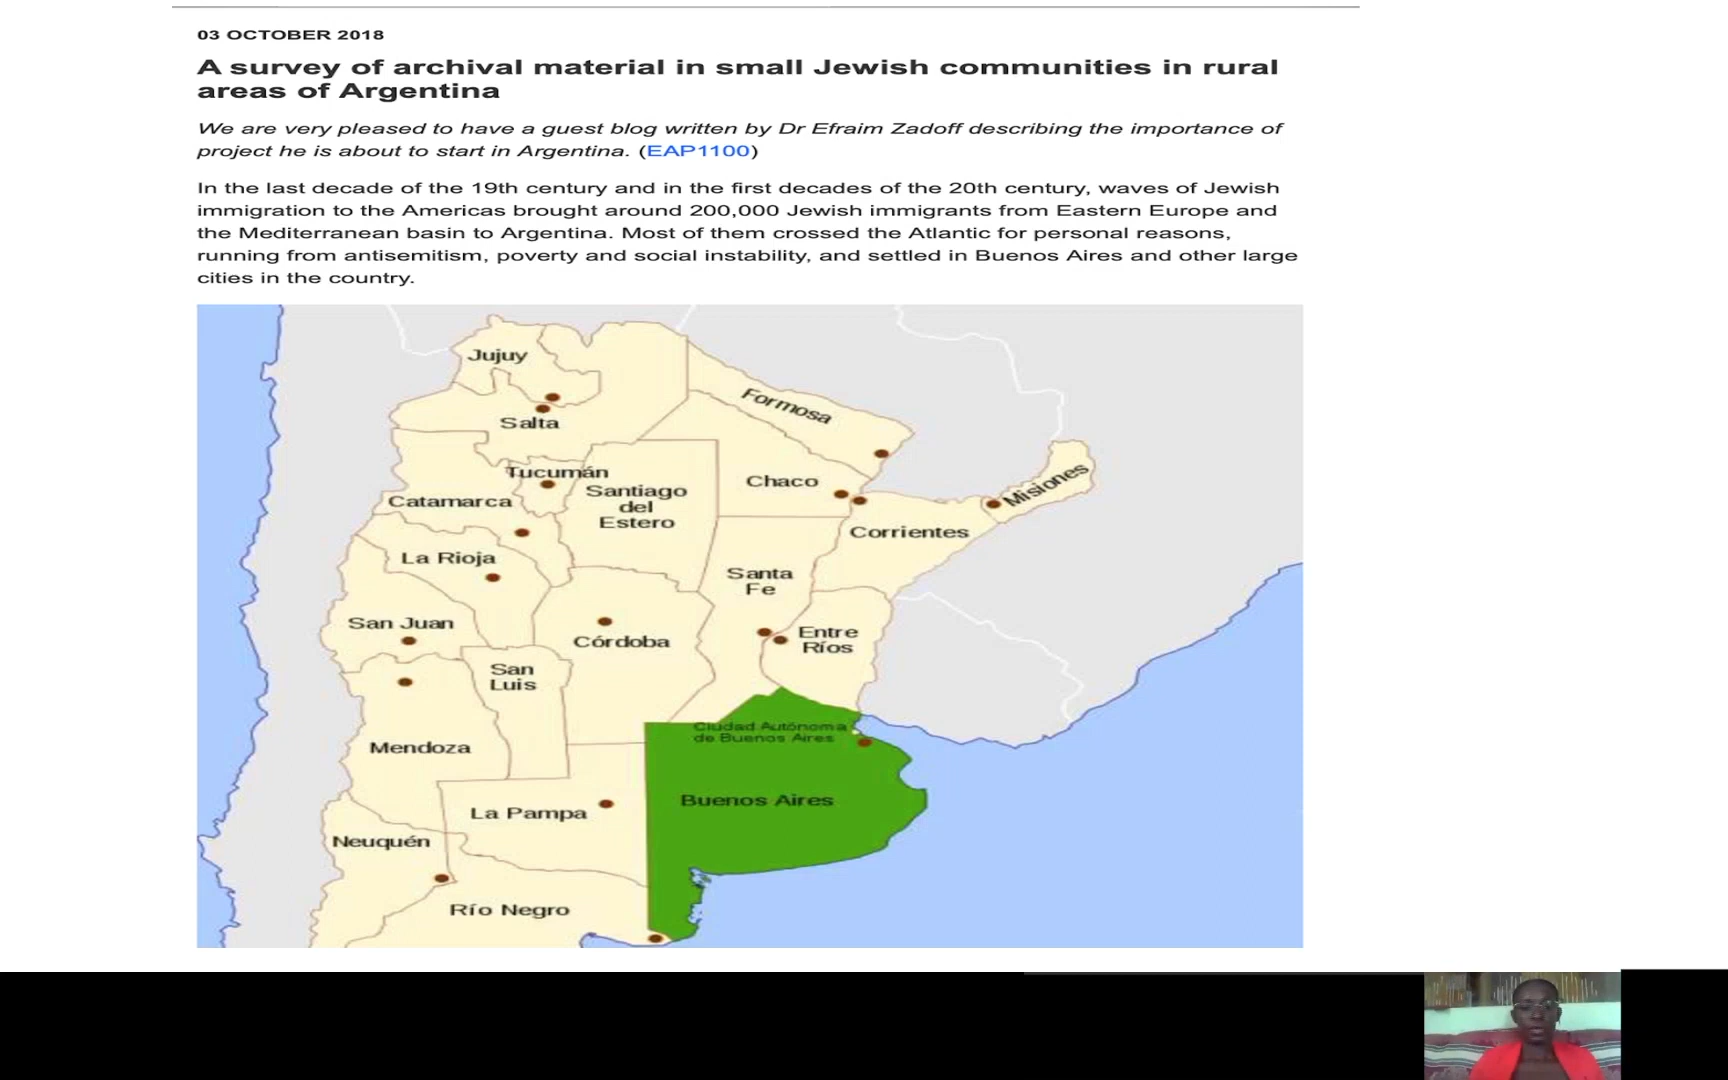 03 OCTOBER 2018
A survey of archival material in small Jewish communities in rural
areas of Argentina
We are very pleased to have a guest blog written by Dr Efraim Zadoff describing the importance of
project he is about to start in Argentina. (EAP1100)
In the last decade of the 19th century and in the first decades of the 20th century, waves of Jewish
immigration to the Americas brought around 200,000 Jewish immigrants from Eastern Europe and
the Mediterranean basin to Argentina. Most of them crossed the Atlantic for personal reasons,
running from antisemitism, poverty and social instability, and settled in Buenos Aires and other large
cities in the country.
Jujuy
Formosa
Salta
Tucumán
Chaco
Misiones
Santiago
del
Estero
Catamarca
Corrientes
La Rioja
Santa
Fe
San Juan
Córdoba
Entre
Ríos
San
Luis
Ciudad Autónoma
de Buenos Aires
Mendoza
Buenos Aires
La Pampa
Neuquén
Río Negro